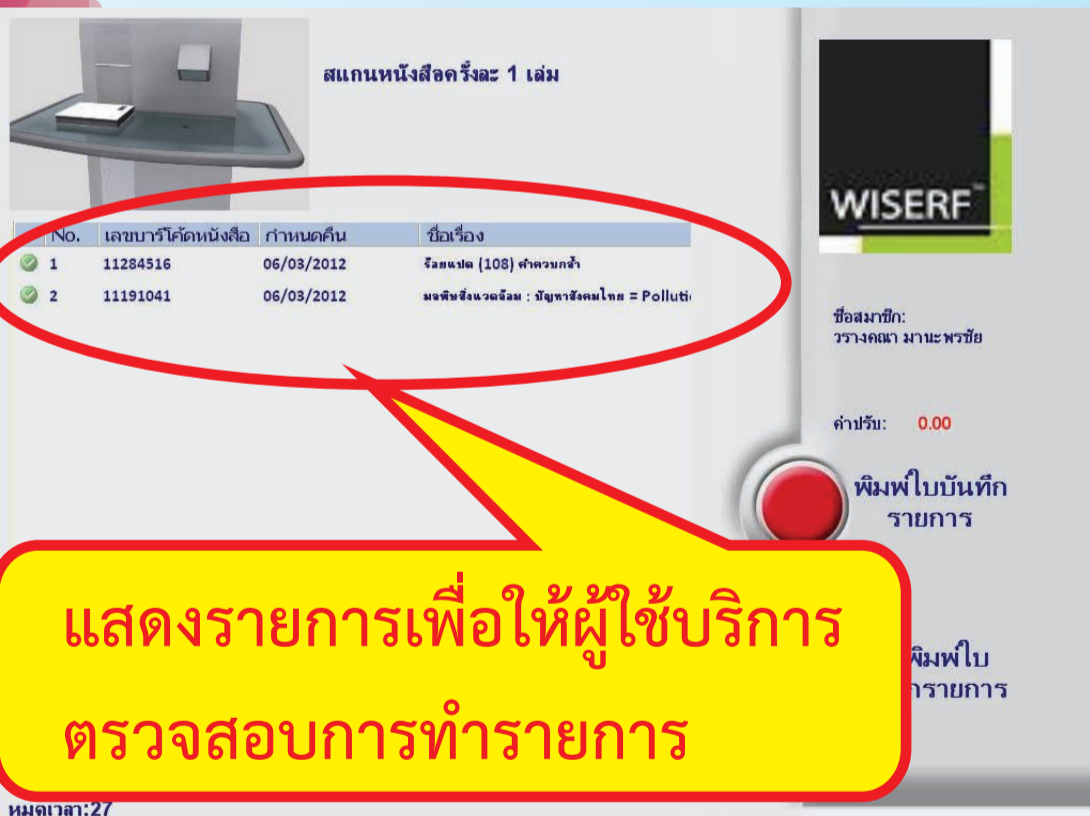 สแกนหนังสือครั้งละ 1 เล่ม
WISERF™
No. เลขบาร์โค้ดหนังสือ กำหนดคืน ชื่อเรื่อง
1 11284516 06/03/2012 ร้อยแปด (108) คำควบกล้ำ
2 11191041 06/03/2012 มลพิษสิ่งแวดล้อม : ปัญหาสังคมไทย = Polluti
ชื่อสมาชิก:
วรางคณา มานะพรชัย
ค่าปรับ: 0.00
พิมพ์ใบบันทึก
รายการ
แสดงรายการเพื่อให้ผู้ใช้บริการ
ตรวจสอบการทำรายการ
พิมพ์ใบ
รายการ
หมดเวลา:27